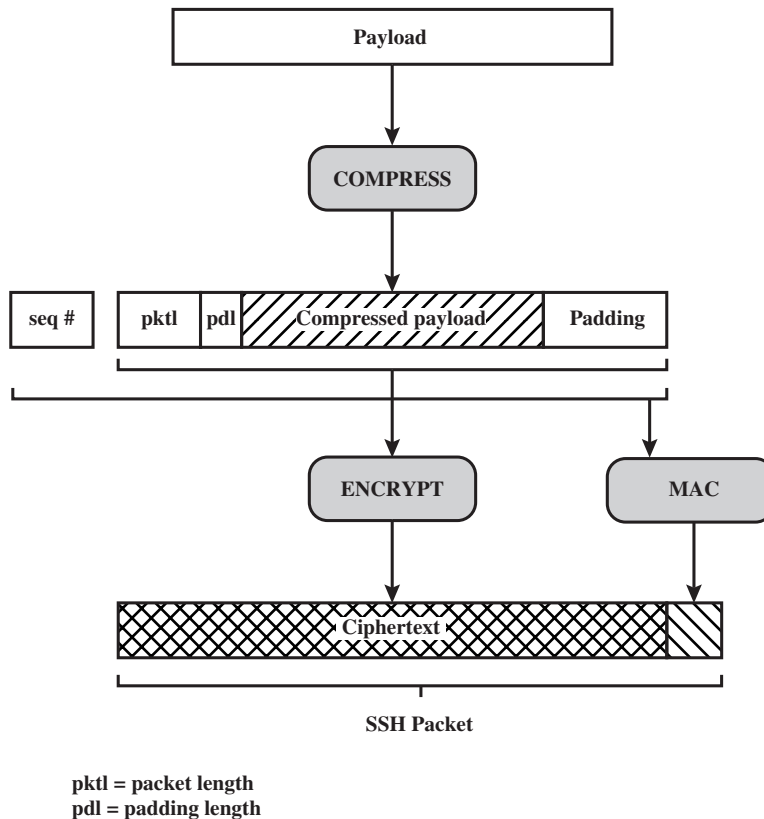 Payload
COMPRESS
seq #
pktl
pdl
Compressed payload
Padding
ENCRYPT
MAC
Ciphertext
SSH Packet
pktl = packet length
pdl = padding length